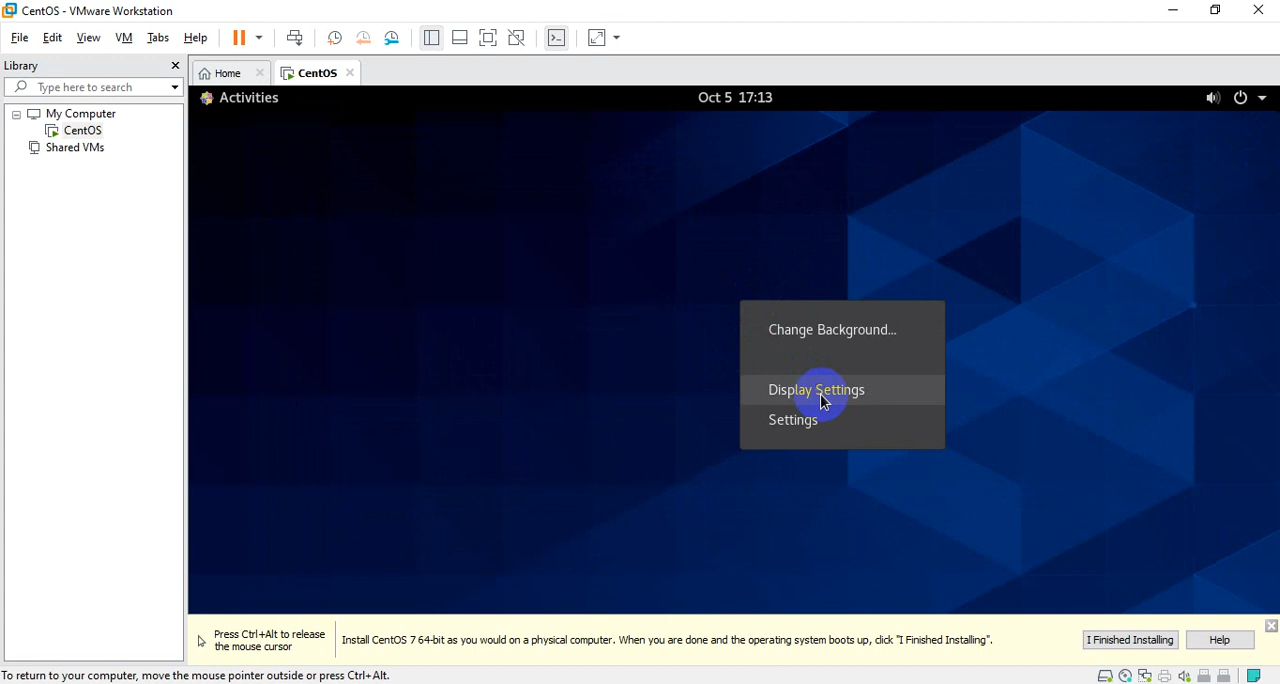 CentOS - VMware Workstation
File Edit View VM Tabs Help
Library
Type here to search
My Computer
CentOS
Shared VMs
Home
CentOS
Activities
Oct 5 17:13
Change Background...
Display Settings
Settings
Press Ctrl+Alt to release
the mouse cursor
Install CentOS 7 64-bit as you would on a physical computer. When you are done and the operating system boots up, click "I Finished Installing".
I Finished Installing
Help
To return to your computer, move the mouse pointer outside or press Ctrl+Alt.